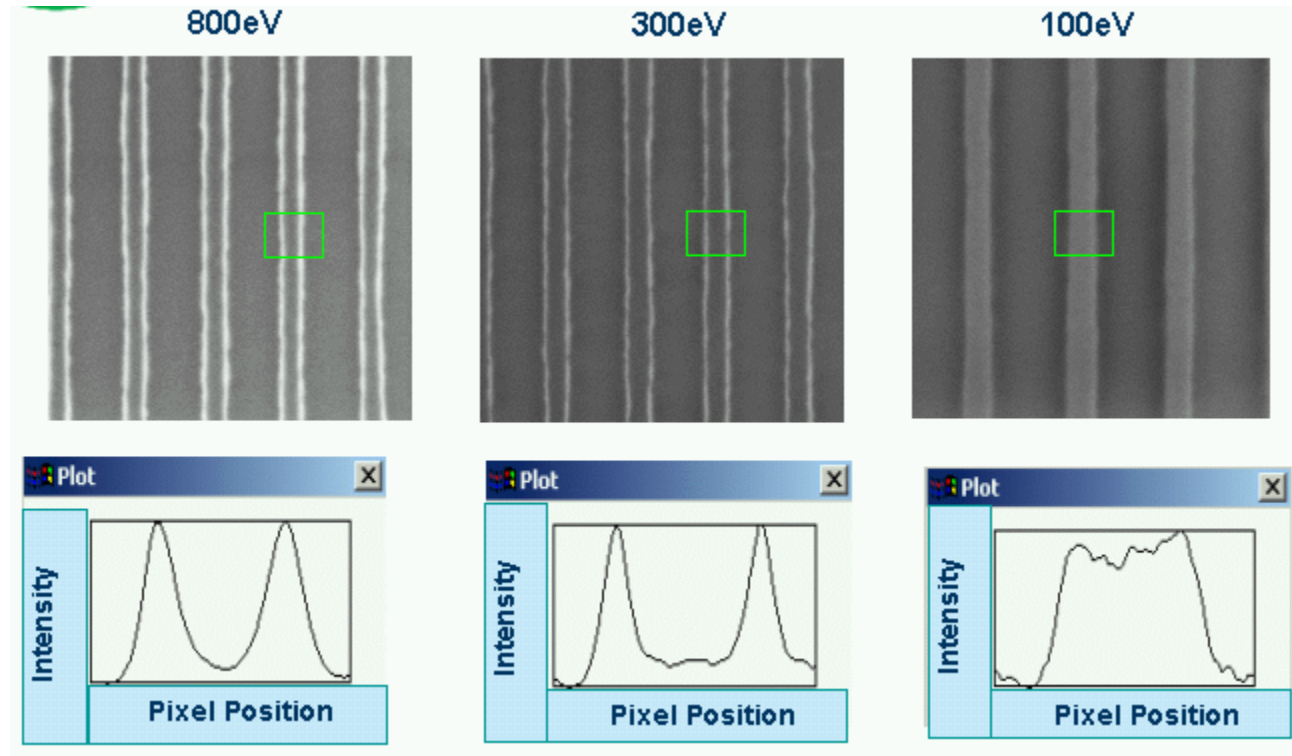 800eV
300eV
100eV
Plot
Plot
Plot
Intensity
Intensity
Intensity
Pixel Position
Pixel Position
Pixel Position